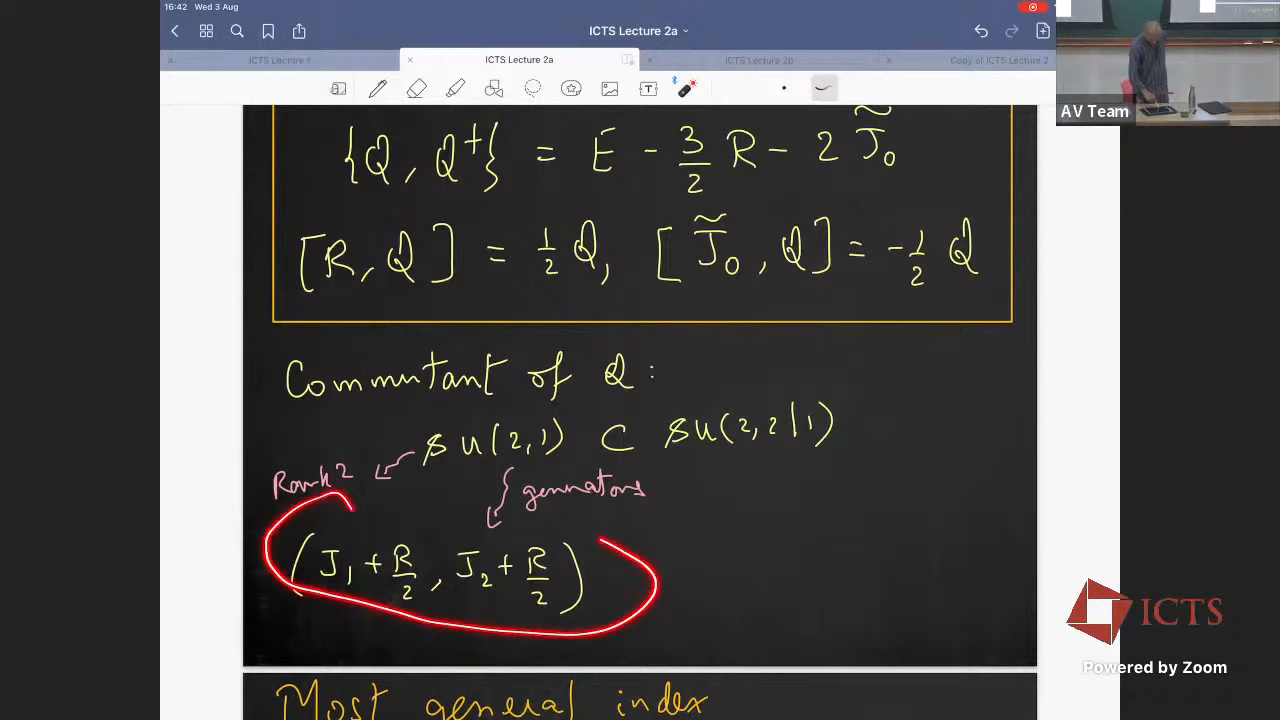 16:42 Wed 3 Aug
ICTS Lecture 2a
ICTS Lecture 1
ICTS Lecture 2a
ICTS Lecture 2b
Copy of ICTS Lecture 2
T
AV Team
{Q, Q†} = E - 3/2 R - 2 J̃₀
[R, Q] = 1/2 Q, [J̃₀, Q] = -1/2 Q
Commutant of Q :
su(2,1) ⊂ su(2,2|1)
Rank 2
generators
(J₁ + R/2, J₂ + R/2)
Most general index
ICTS
Powered by Zoom